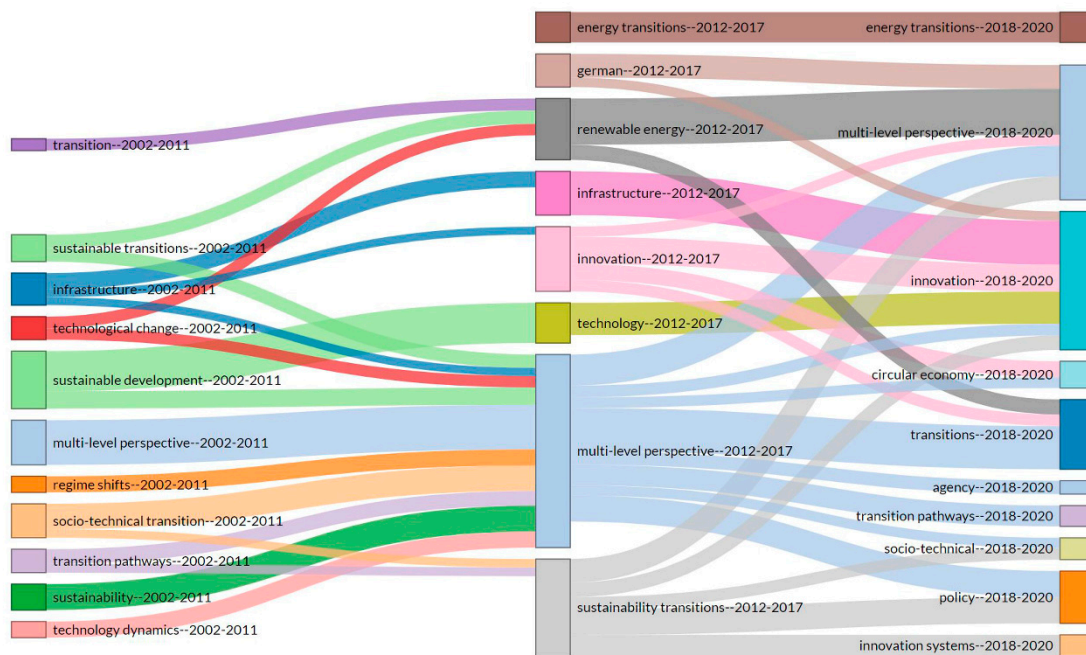 transition--2002-2011
sustainable transitions--2002-2011
infrastructure--2002-2011
technological change--2002-2011
sustainable development--2002-2011
multi-level perspective--2002-2011
regime shifts--2002-2011
socio-technical transition--2002-2011
transition pathways--2002-2011
sustainability--2002-2011
technology dynamics--2002-2011
energy transitions--2012-2017
german--2012-2017
renewable energy--2012-2017
infrastructure--2012-2017
innovation--2012-2017
technology--2012-2017
multi-level perspective--2012-2017
sustainability transitions--2012-2017
energy transitions--2018-2020
multi-level perspective--2018-2020
innovation--2018-2020
circular economy--2018-2020
transitions--2018-2020
agency--2018-2020
transition pathways--2018-2020
socio-technical--2018-2020
policy--2018-2020
innovation systems--2018-2020